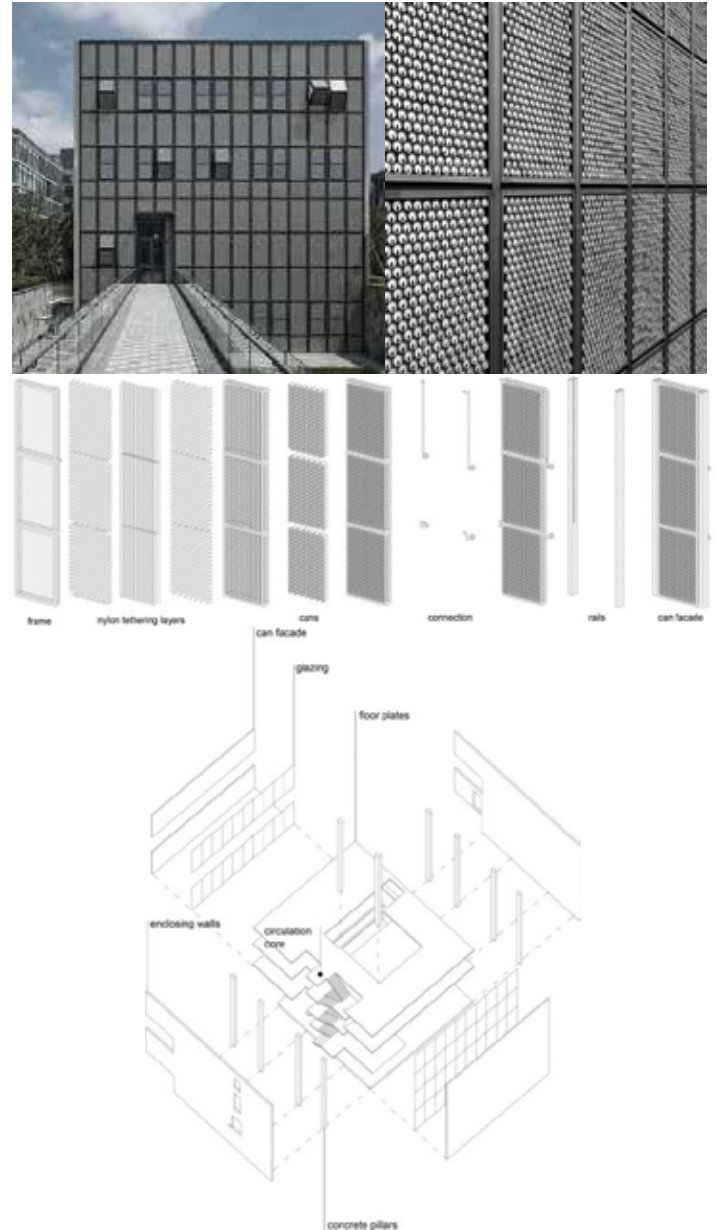 frame
nylon tethering layers
cans
connection
rails
can facade
can facade
glazing
floor plates
enclosing walls
circulation
core
concrete pillars